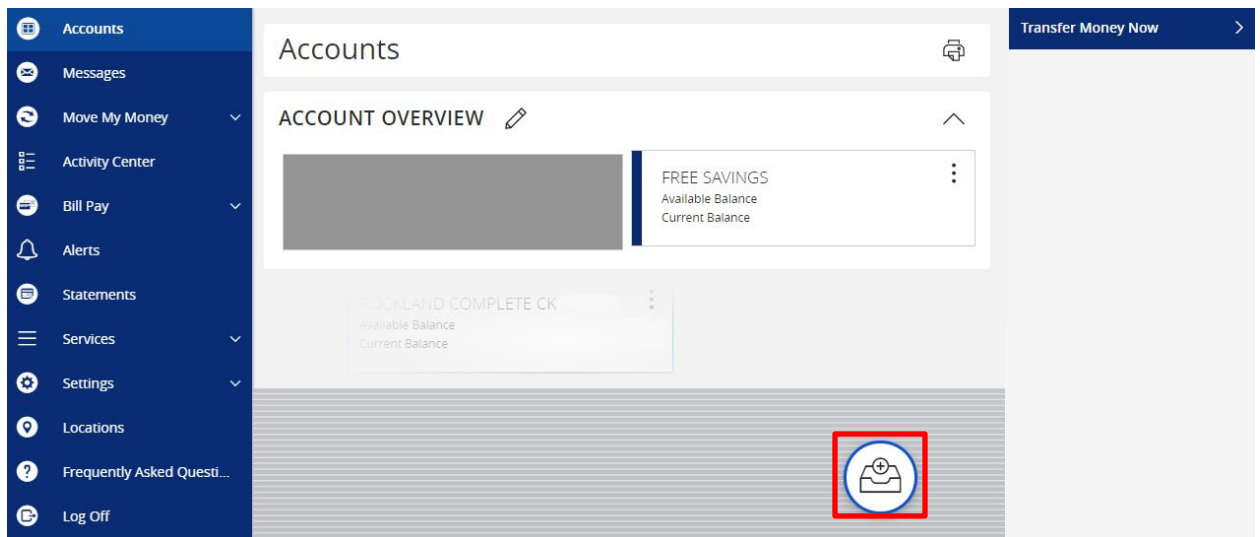 Accounts
Messages
Move My Money
Activity Center
Bill Pay
Alerts
Statements
Services
Settings
Locations
Frequently Asked Questi...
Log Off
Accounts
ACCOUNT OVERVIEW
FREE SAVINGS
Available Balance
Current Balance
ROCKLAND COMPLETE CK
Available Balance
Current Balance
Transfer Money Now